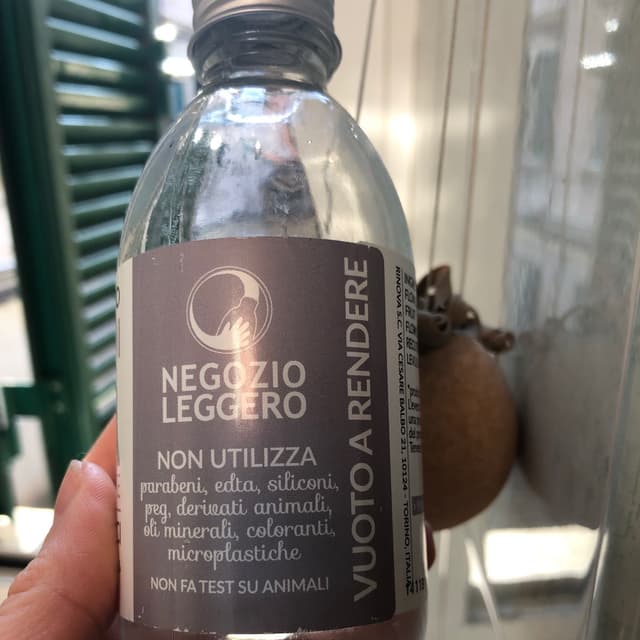 NEGOZIO
LEGGERO
NON UTILIZZA
parabeni, edta, siliconi,
peg, derivati animali,
oli minerali, coloranti,
microplastiche
NON FA TEST SU ANIMALI
VUOTO A RENDERE
RINOVA S.C. VIA CESARE BALBO 21, 10124 - TORINO, ITALIA